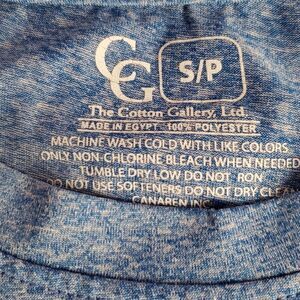 CG S/P
The Cotton Gallery, Ltd.
MADE IN EGYPT 100% POLYESTER
MACHINE WASH COLD WITH LIKE COLORS
ONLY NON-CHLORINE BLEACH WHEN NEEDED
TUMBLE DRY LOW DO NOT IRON
DO NOT USE SOFTENERS DO NOT DRY CLEAN
CANAREN INC